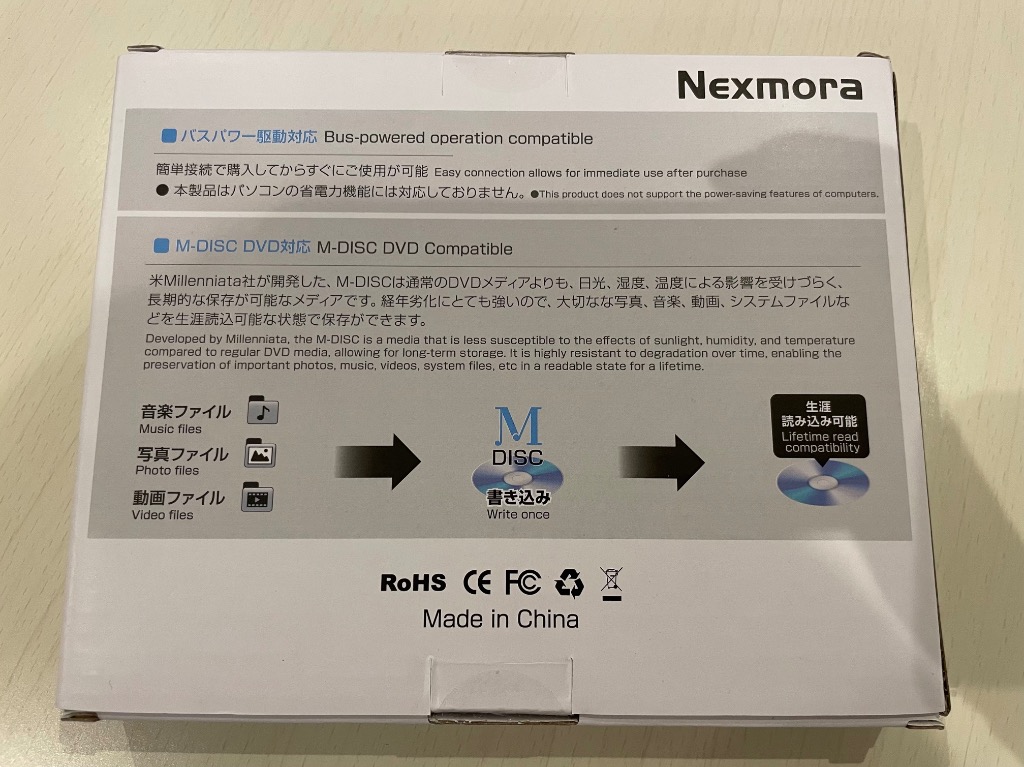 Nexmora
バスパワー駆動対応 Bus-powered operation compatible
簡単接続で購入してからすぐにご使用が可能 Easy connection allows for immediate use after purchase
● 本製品はパソコンの省電力機能には対応しておりません。 ●This product does not support the power-saving features of computers.
M-DISC DVD対応 M-DISC DVD Compatible
米Millenniata社が開発した、M-DISCは通常のDVDメディアよりも、日光、湿度、温度による影響を受けづらく、
長期的な保存が可能なメディアです。経年劣化にとても強いので、大切なな写真、音楽、動画、システムファイルな
どを生涯読込可能な状態で保存ができます。
Developed by Millenniata, the M-DISC is a media that is less susceptible to the effects of sunlight, humidity, and temperature
compared to regular DVD media, allowing for long-term storage. It is highly resistant to degradation over time, enabling the
preservation of important photos, music, videos, system files, etc in a readable state for a lifetime.
音楽ファイル
Music files
写真ファイル
Photo files
動画ファイル
Video files
M
DISC
書き込み
Write once
生涯
読み込み可能
Lifetime read
compatibility
RoHS CE FC
Made in China